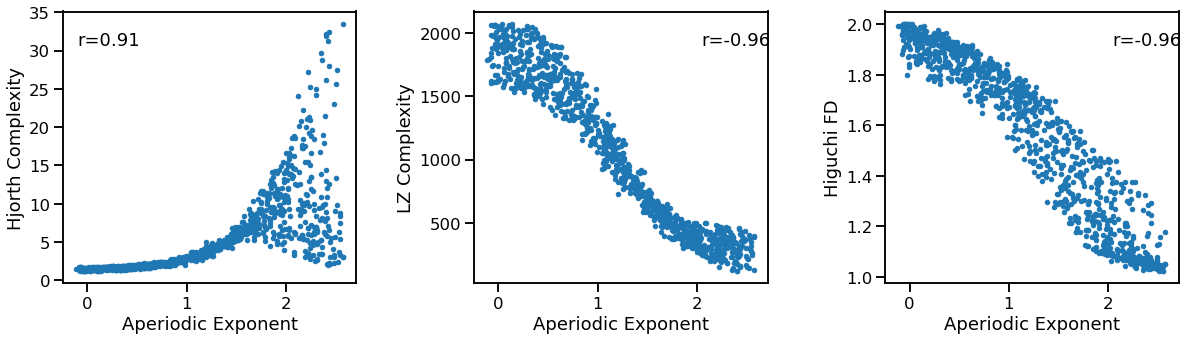 35
30
25
20
15
10
5
0
Hjorth Complexity
r=0.91
0 1 2
Aperiodic Exponent
2000
1500
1000
500
LZ Complexity
r=-0.96
0 1 2
Aperiodic Exponent
2.0
1.8
1.6
1.4
1.2
1.0
Higuchi FD
r=-0.96
0 1 2
Aperiodic Exponent